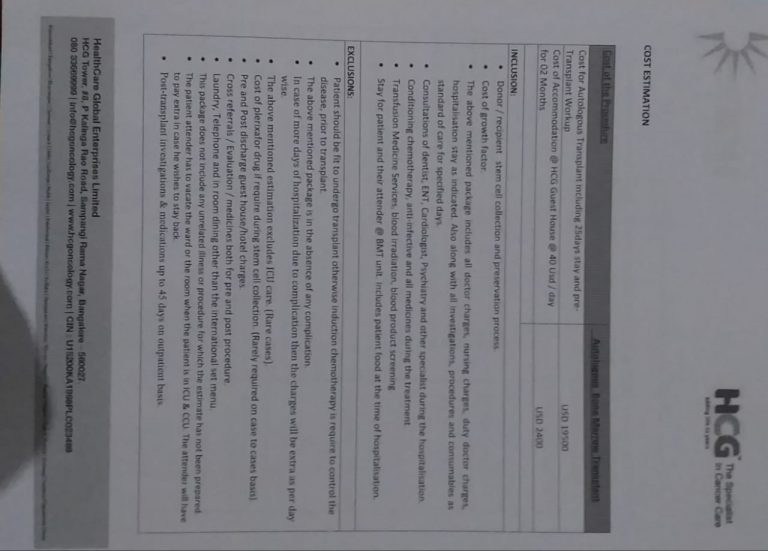 HCG™ The Specialist
in Cancer Care
adding life to years
COST ESTIMATION
Cost of the Procedure Autologous Bone Marrow Transplant
Cost for Autologous Transplant including 25days stay and pre- USD 19500
Transplant Workup
Cost of Accommodation @ HCG Guest House @ 40 Usd / day USD 2400
for 02 Months
INCLUSION:
• Donor / recipient stem cell collection and preservation process
• Cost of growth factor.
• The above mentioned package includes all doctor charges, nursing charges, duty doctor charges,
hospitalisation stay as indicated. Also along with all investigations, procedures and consumables as
standard of care for specified days.
• Consultations of dentist, ENT, Cardiologist, Psychiatry and other specialist during the hospitalisation
• Conditioning chemotherapy, anti-infective and all medicines during the treatment
• Transfusion Medicine Services, blood irradiation, blood product screening
• Stay for patient and their attender @ BMT unit. Includes patient food at the time of hospitalisation.
EXCLUSIONS:
• Patient should be fit to undergo transplant otherwise induction chemotherapy is require to control the
disease, prior to transplant.
• The above mentioned package is in the absence of any complication.
• In case of more days of hospitalization due to complication then the charges will be extra as per day
wise.
• The above mentioned estimation excludes ICU care. (Rare cases)
• Cost of plerixafor drug if require during stem cell collection. (Rarely required on case to cases basis)
• Pre and Post discharge guest house/hotel charges.
• Cross referrals / Evaluation / medicines both for pre and post procedure
• Laundry, Telephone and in room dining other than the international set menu.
• This package does not include any unrelated illness or procedure for which the estimate has not been prepared
• The patient attender has to vacate the ward or the room when the patient is in ICU & CCU. The attender will have
to pay extra in case he wishes to stay back
• Post-transplant investigations & medications up to 45 days on outpatient basis.
HealthCare Global Enterprises Limited
HCG Tower #8, P Kalinga Rao Road, Sampangi Rama Nagar, Bangalore - 560027.
info@hcgoncology.com | www.hcgoncology.com | CIN :